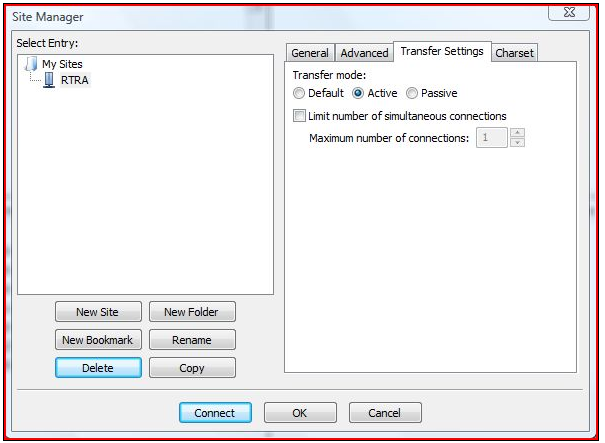 Site Manager
Select Entry:
My Sites
RTRA
New Site
New Folder
New Bookmark
Rename
Delete
Copy
General
Advanced
Transfer Settings
Charset
Transfer mode:
Default
Active
Passive
Limit number of simultaneous connections
Maximum number of connections:
1
Connect
OK
Cancel